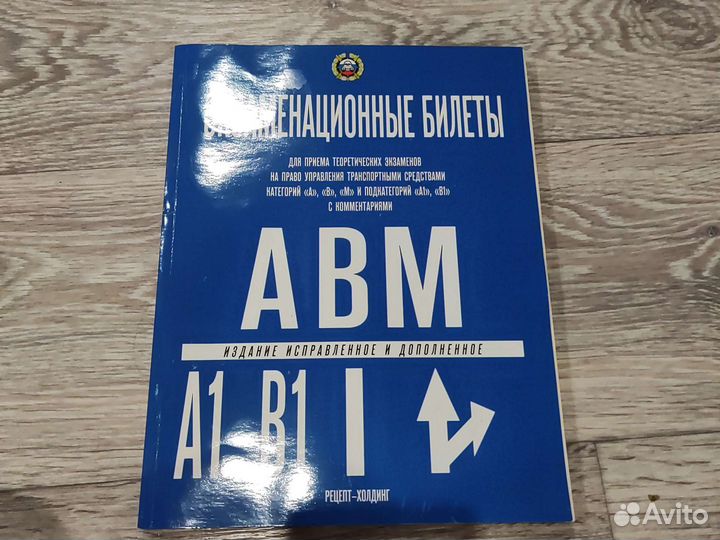 БИЛЕТЫ
ДЛЯ ПРИЕМА ТЕОРЕТИЧЕСКИХ ЭКЗАМЕНОВ
НА ПРАВО УПРАВЛЕНИЯ ТРАНСПОРТНЫМИ СРЕДСТВАМИ
КАТЕГОРИЙ «А», «В», «М» И ПОДКАТЕГОРИЙ «А1», «В1»
С КОММЕНТАРИЯМИ
АВМ
ИЗДАНИЕ ИСПРАВЛЕННОЕ И ДОПОЛНЕННОЕ
А1 В1
РЕЦЕПТ-ХОЛДИНГ
Avito